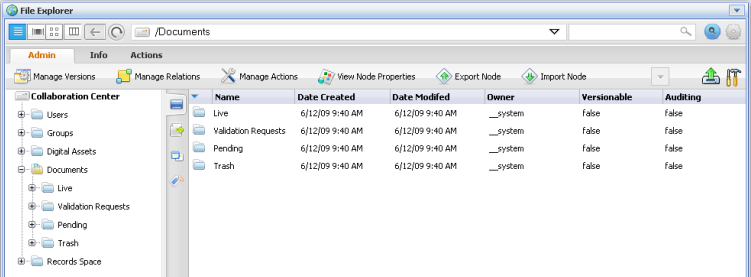 File Explorer
/Documents
Admin Info Actions
Manage Versions Manage Relations Manage Actions View Node Properties Export Node Import Node
Collaboration Center
Users
Groups
Digital Assets
Documents
Live
Validation Requests
Pending
Trash
Records Space
Name Date Created Date Modifed Owner Versionable Auditing
Live 6/12/09 9:40 AM 6/12/09 9:40 AM __system false false
Validation Requests 6/12/09 9:40 AM 6/12/09 9:40 AM __system false false
Pending 6/12/09 9:40 AM 6/12/09 9:40 AM __system false false
Trash 6/12/09 9:40 AM 6/12/09 9:40 AM __system false false